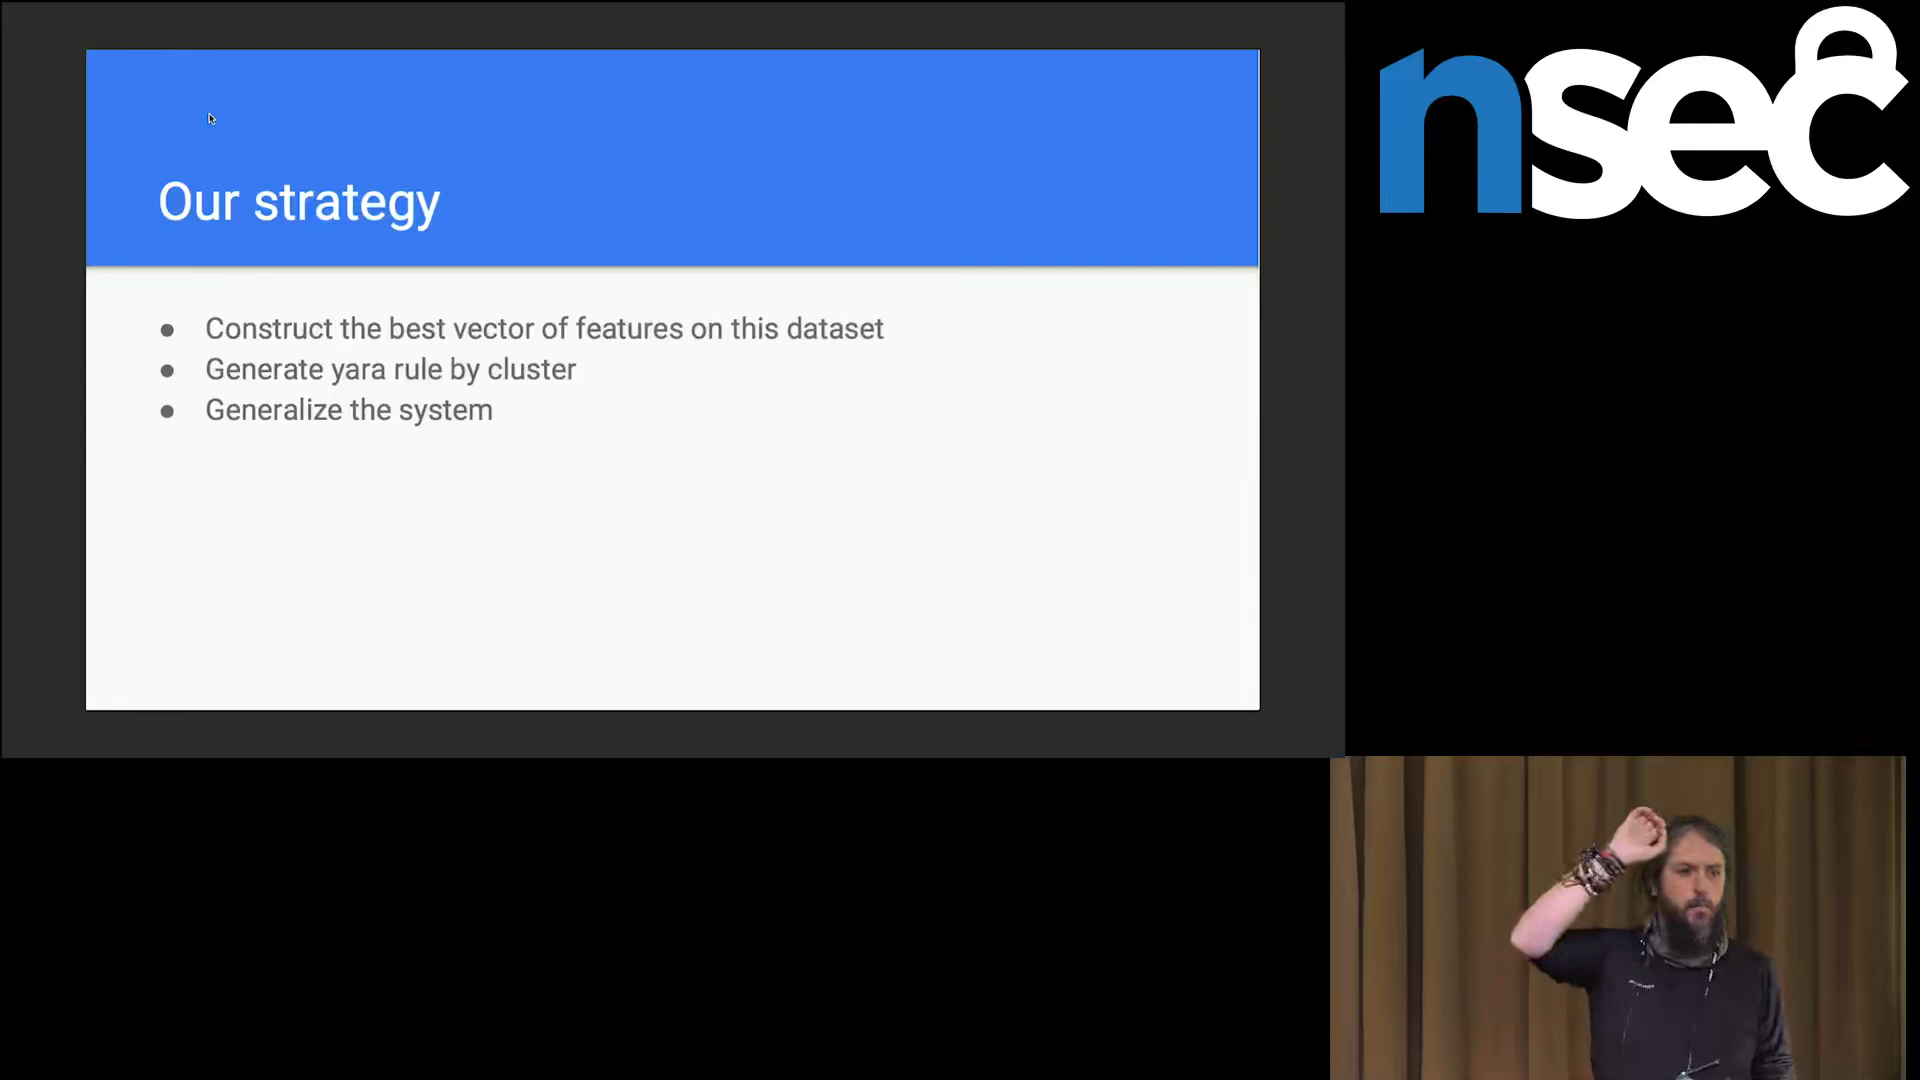 nsec
Our strategy
● Construct the best vector of features on this dataset
● Generate yara rule by cluster
● Generalize the system